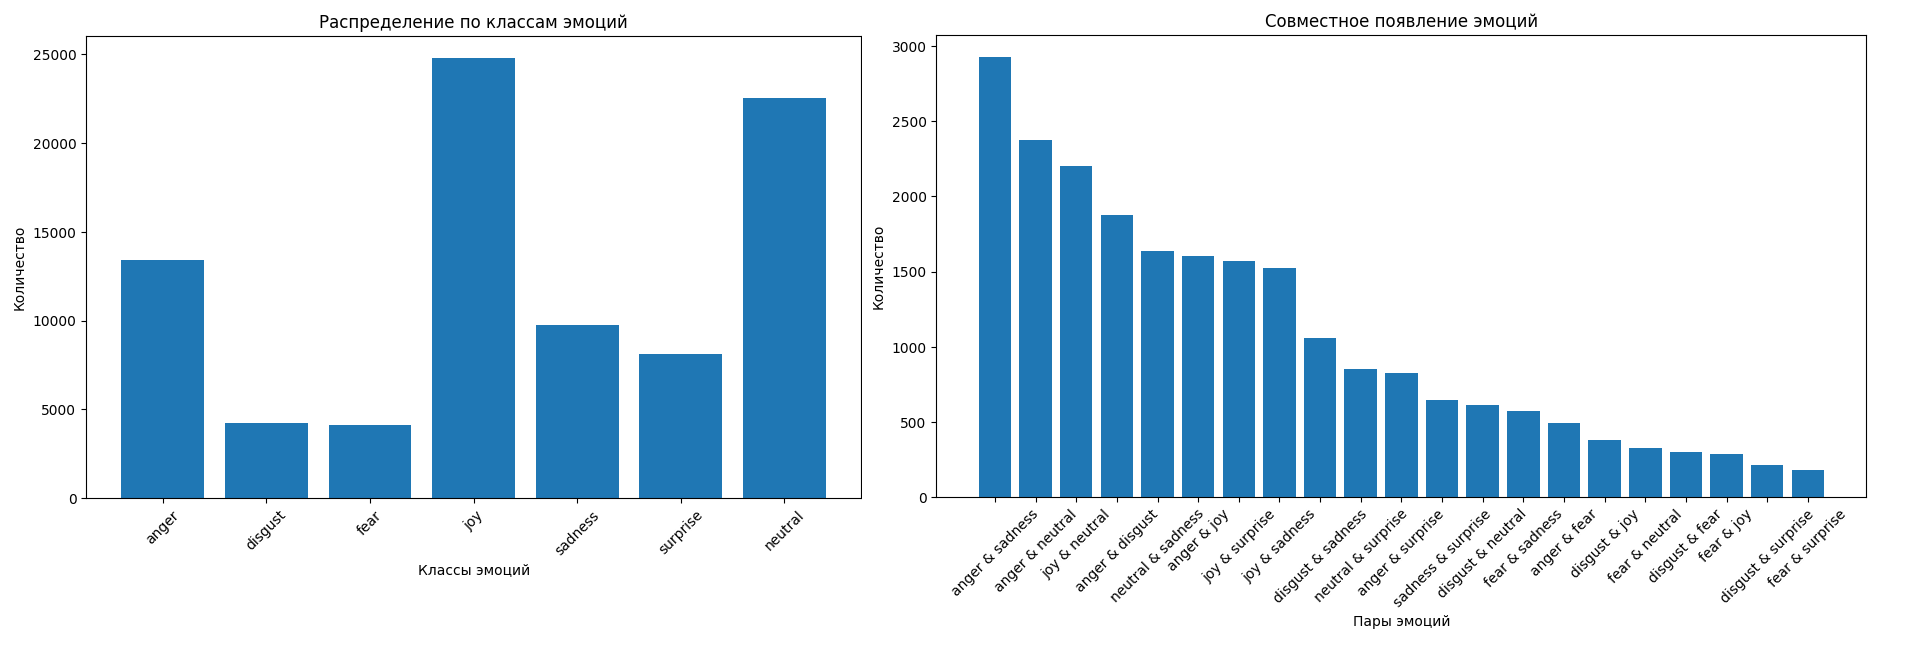 Распределение по классам эмоций
Количество
25000
20000
15000
10000
5000
0
anger
disgust
fear
joy
sadness
surprise
neutral
Классы эмоций
Совместное появление эмоций
Количество
3000
2500
2000
1500
1000
500
0
anger & sadness
anger & neutral
joy & neutral
anger & disgust
neutral & sadness
anger & joy
joy & surprise
joy & sadness
disgust & sadness
neutral & surprise
anger & surprise
sadness & surprise
disgust & neutral
fear & sadness
anger & fear
disgust & joy
fear & neutral
disgust & fear
fear & joy
disgust & surprise
fear & surprise
Пары эмоций